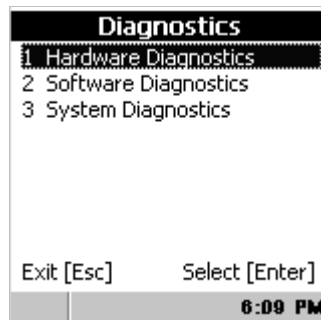 Diagnostics
1 Hardware Diagnostics
2 Software Diagnostics
3 System Diagnostics
Exit [Esc] Select [Enter]
6:09 PM